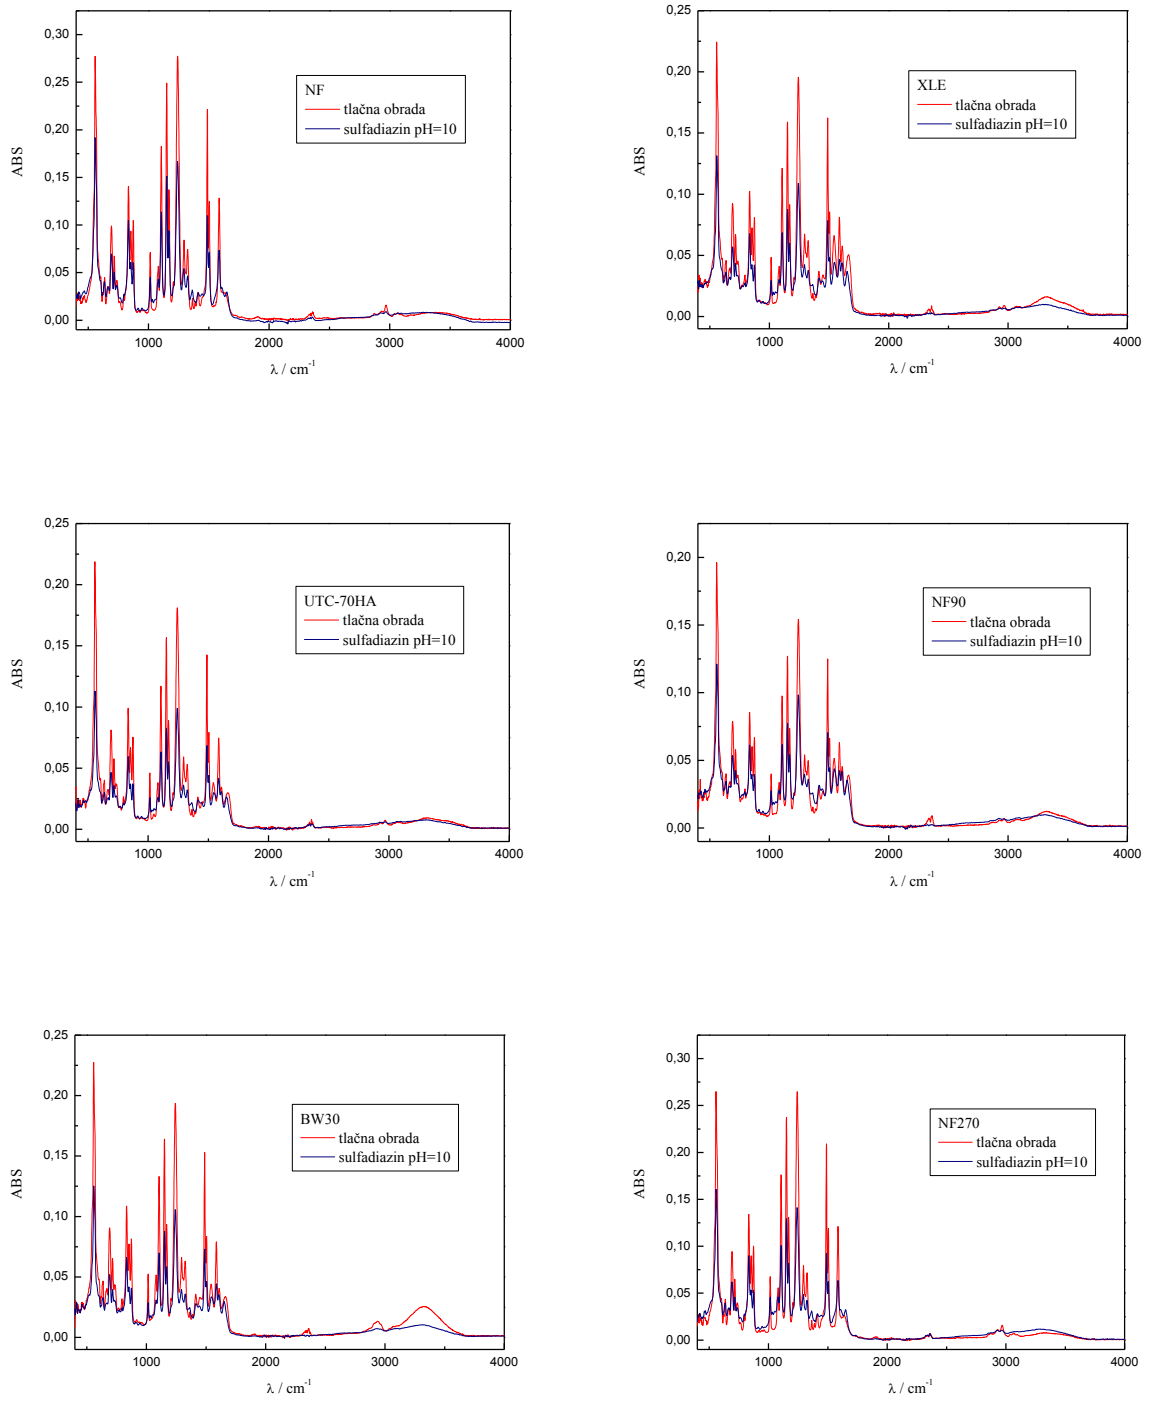 0,30
0,25
0,20
0,15
0,10
0,05
0,00
ABS
1000 2000 3000 4000
λ / cm⁻¹
NF
tlačna obrada
sulfadiazin pH=10
0,25
0,20
0,15
0,10
0,05
0,00
ABS
1000 2000 3000 4000
λ / cm⁻¹
XLE
tlačna obrada
sulfadiazin pH=10
0,25
0,20
0,15
0,10
0,05
0,00
ABS
1000 2000 3000 4000
λ / cm⁻¹
UTC-70HA
tlačna obrada
sulfadiazin pH=10
0,20
0,15
0,10
0,05
0,00
ABS
1000 2000 3000 4000
λ / cm⁻¹
NF90
tlačna obrada
sulfadiazin pH=10
0,25
0,20
0,15
0,10
0,05
0,00
ABS
1000 2000 3000 4000
λ / cm⁻¹
BW30
tlačna obrada
sulfadiazin pH=10
0,30
0,25
0,20
0,15
0,10
0,05
0,00
ABS
1000 2000 3000 4000
λ / cm⁻¹
NF270
tlačna obrada
sulfadiazin pH=10